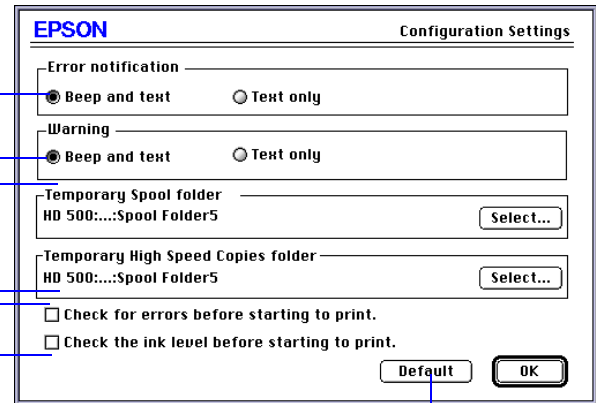 EPSON Configuration Settings
Error notification
Beep and text Text only
Warning
Beep and text Text only
Temporary Spool folder
HD 500:...:Spool Folder5 Select...
Temporary High Speed Copies folder
HD 500:...:Spool Folder5 Select...
Check for errors before starting to print.
Check the ink level before starting to print.
Default OK